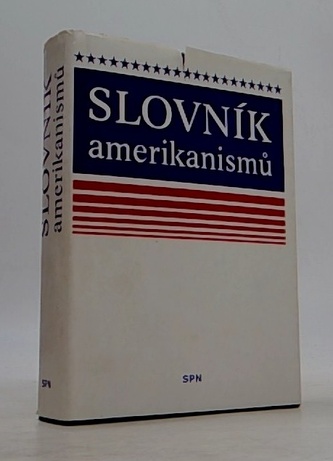 SLOVNÍK
amerikanismů
SPN
SLOVNÍK
amerikanismů
SPN